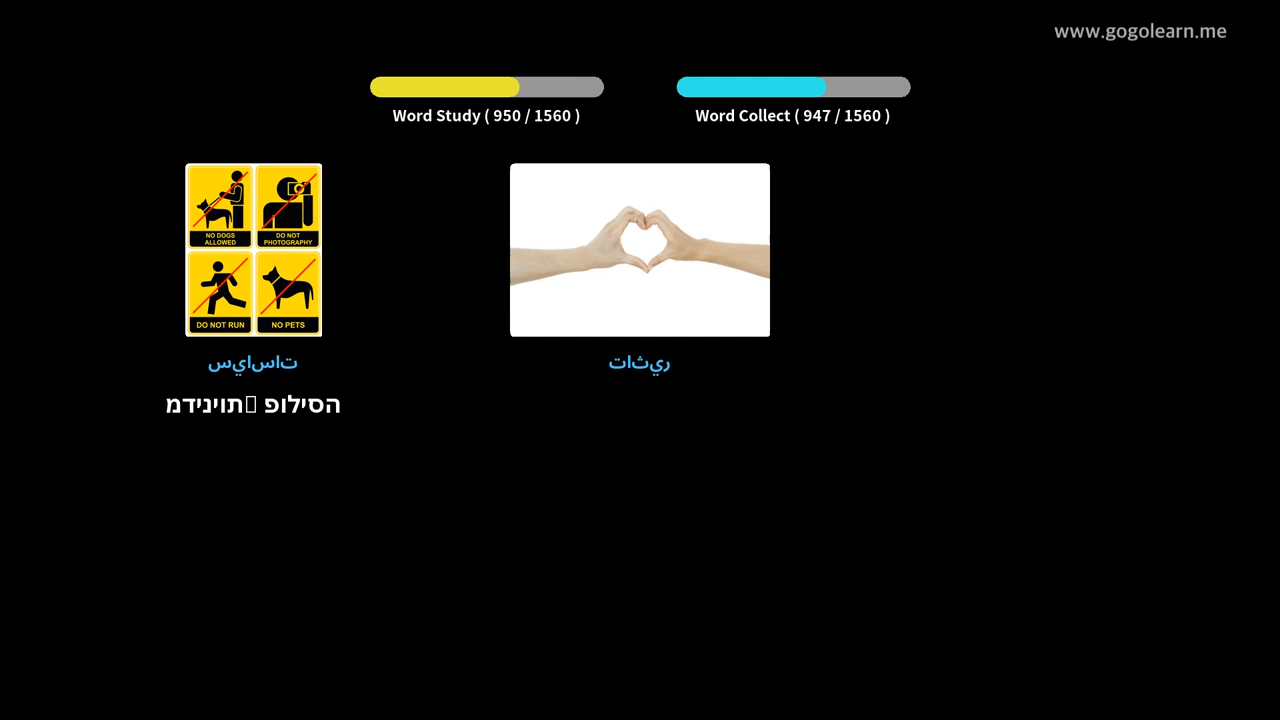 www.gogolearn.me
Word Study ( 950 / 1560 )
Word Collect ( 947 / 1560 )
NO DOGS ALLOWED
DO NOT PHOTOGRAPHY
DO NOT RUN
NO PETS
تاسايس
ريثات
הסילופ תוינידמ